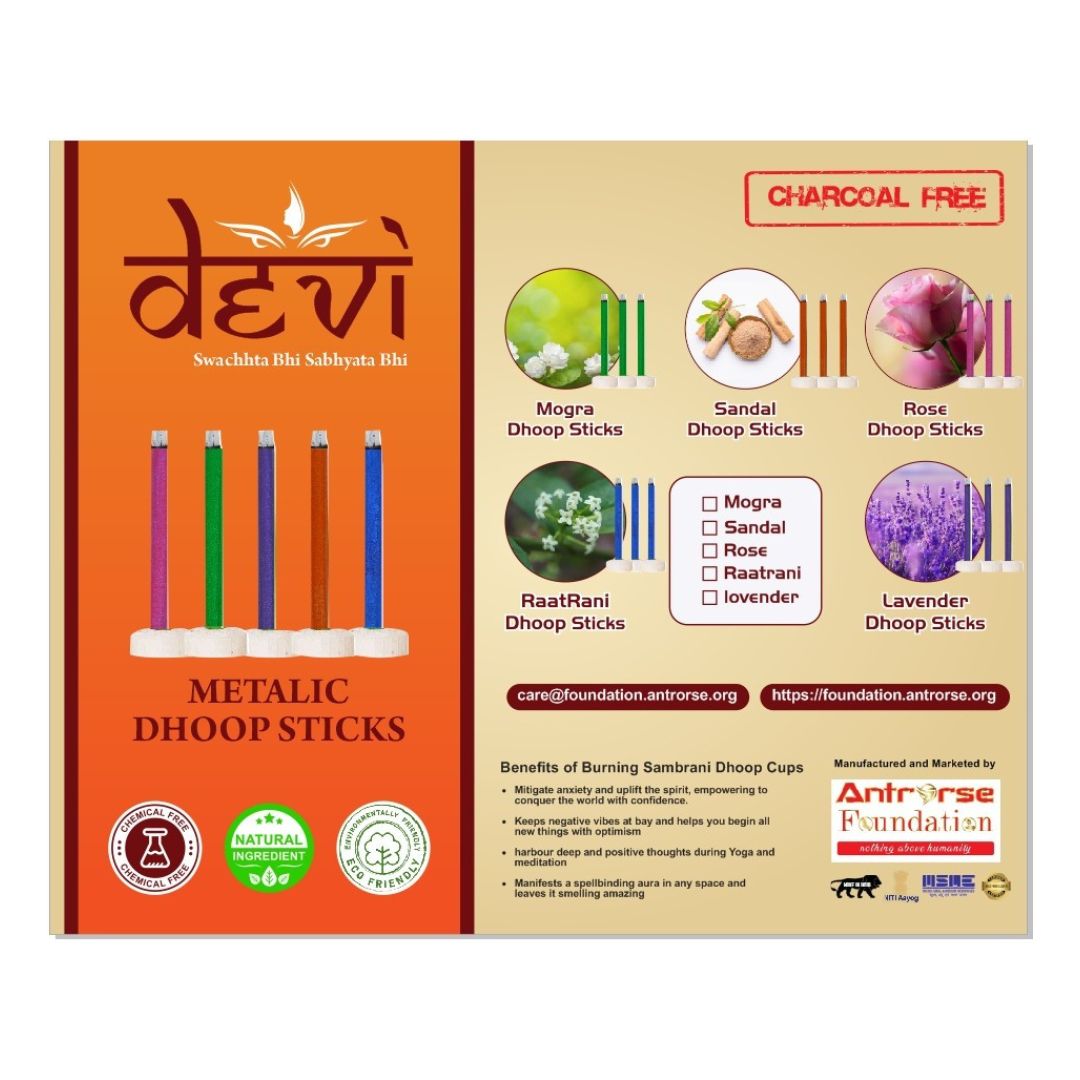 devi
Swachhta Bhi Sabhyata Bhi
METALIC
DHOOP STICKS
CHEMICAL FREE
CHEMICAL FREE
NATURAL
INGREDIENT
ENVIRONMENTALLY FRIENDLY
ECO FRIENDLY
CHARCOAL FREE
Mogra
Dhoop Sticks
Sandal
Dhoop Sticks
Rose
Dhoop Sticks
RaatRani
Dhoop Sticks
Mogra
Sandal
Rose
Raatrani
lovender
Lavender
Dhoop Sticks
care@foundation.antrorse.org
https://foundation.antrorse.org
Benefits of Burning Sambrani Dhoop Cups
• Mitigate anxiety and uplift the spirit, empowering to
conquer the world with confidence.
• Keeps negative vibes at bay and helps you begin all
new things with optimism
• harbour deep and positive thoughts during Yoga and
meditation
• Manifests a spellbinding aura in any space and
leaves it smelling amazing
Manufactured and Marketed by
Antrorse
Foundation
nothing above humanity
NITI Aayog
MSME